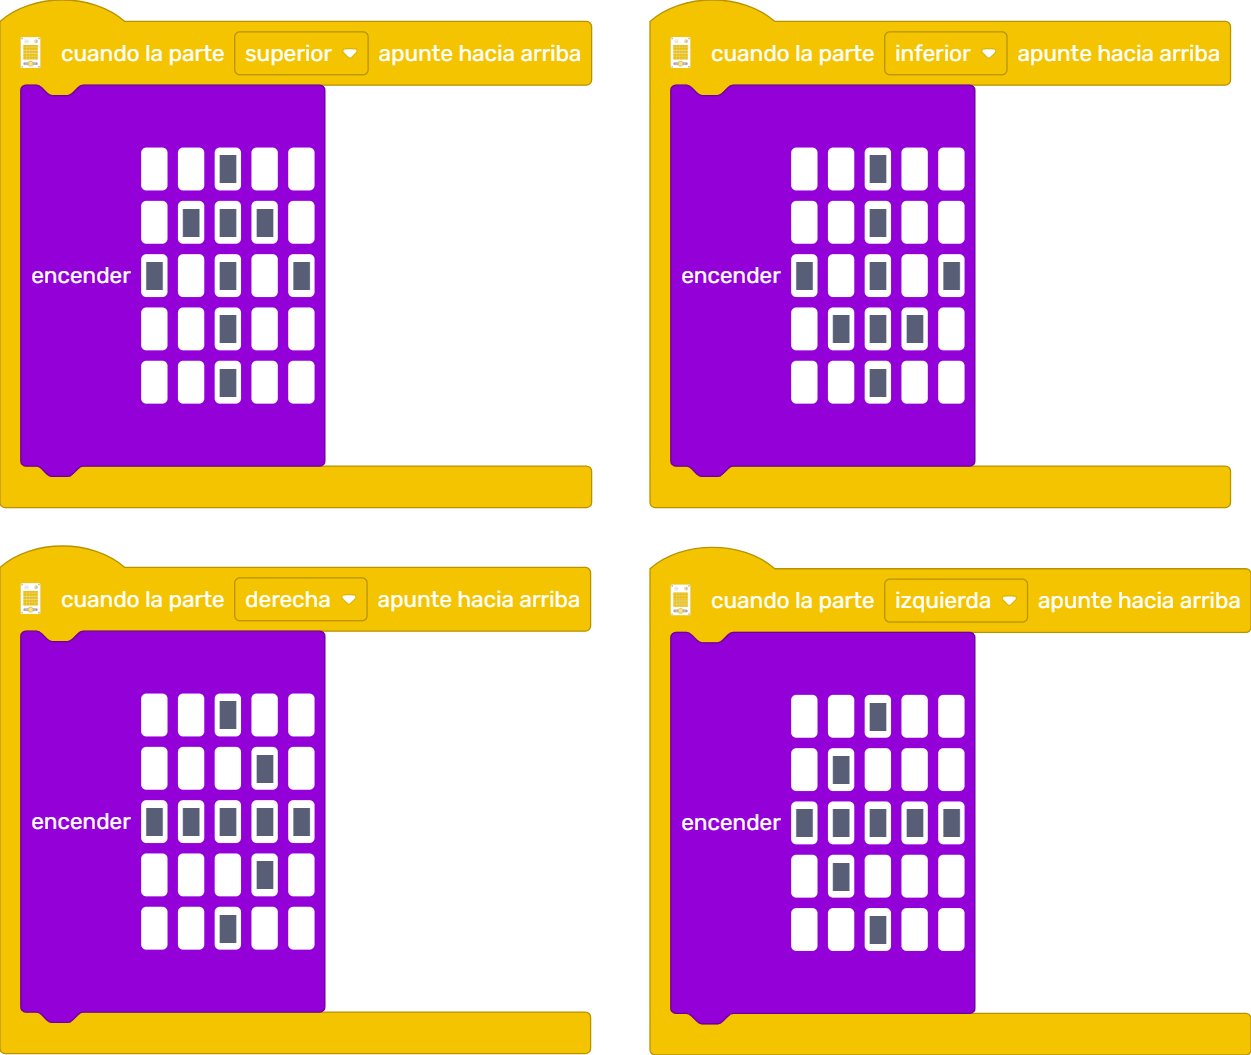 cuando la parte superior apunte hacia arriba
encender
cuando la parte inferior apunte hacia arriba
encender
cuando la parte derecha apunte hacia arriba
encender
cuando la parte izquierda apunte hacia arriba
encender